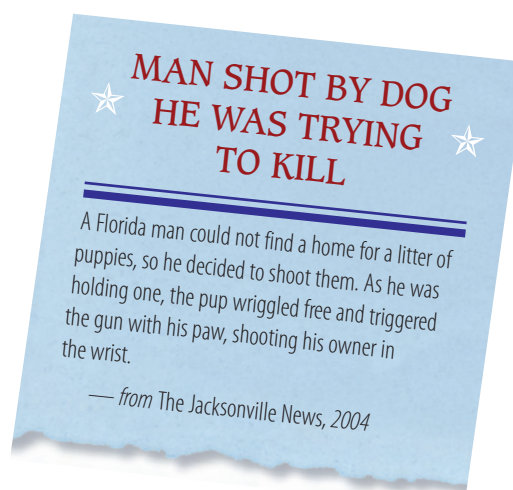 MAN SHOT BY DOG
HE WAS TRYING
TO KILL
A Florida man could not find a home for a litter of
puppies, so he decided to shoot them. As he was
holding one, the pup wriggled free and triggered
the gun with his paw, shooting his owner in
the wrist.
— from The Jacksonville News, 2004